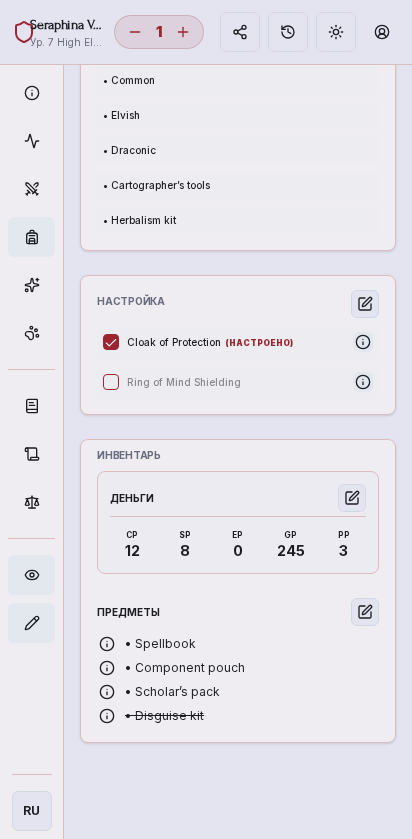 Seraphina V...
Ур. 7 High El...
1
• Common
• Elvish
• Draconic
• Cartographer's tools
• Herbalism kit
НАСТРОЙКА
Cloak of Protection (НАСТРОЕНО)
Ring of Mind Shielding
ИНВЕНТАРЬ
ДЕНЬГИ
CP SP EP GP PP
12 8 0 245 3
ПРЕДМЕТЫ
• Spellbook
• Component pouch
• Scholar's pack
• Disguise kit
RU